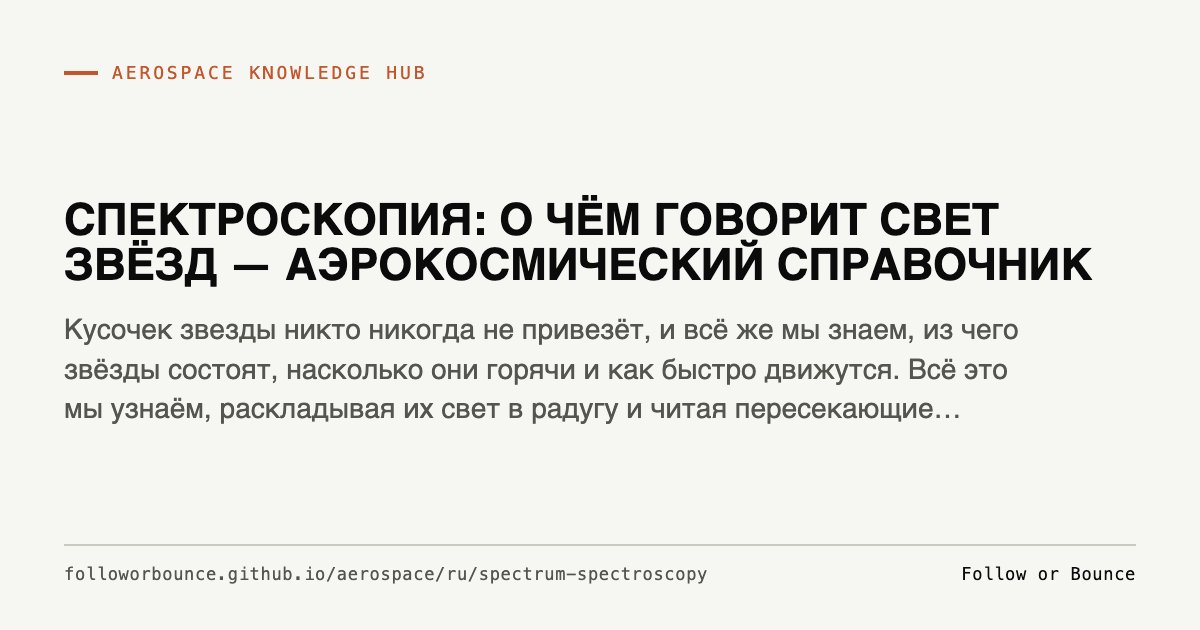 AEROSPACE KNOWLEDGE HUB
СПЕКТРОСКОПИЯ: О ЧЁМ ГОВОРИТ СВЕТ
ЗВЁЗД — АЭРОКОСМИЧЕСКИЙ СПРАВОЧНИК
Кусочек звезды никто никогда не привезёт, и всё же мы знаем, из чего
звёзды состоят, насколько они горячи и как быстро движутся. Всё это
мы узнаём, раскладывая их свет в радугу и читая пересекающие…
followorbounce.github.io/aerospace/ru/spectrum-spectroscopy
Follow or Bounce